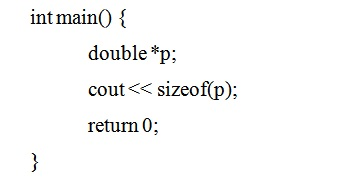 int main() {
double *p;
cout << sizeof(p);
return 0;
}